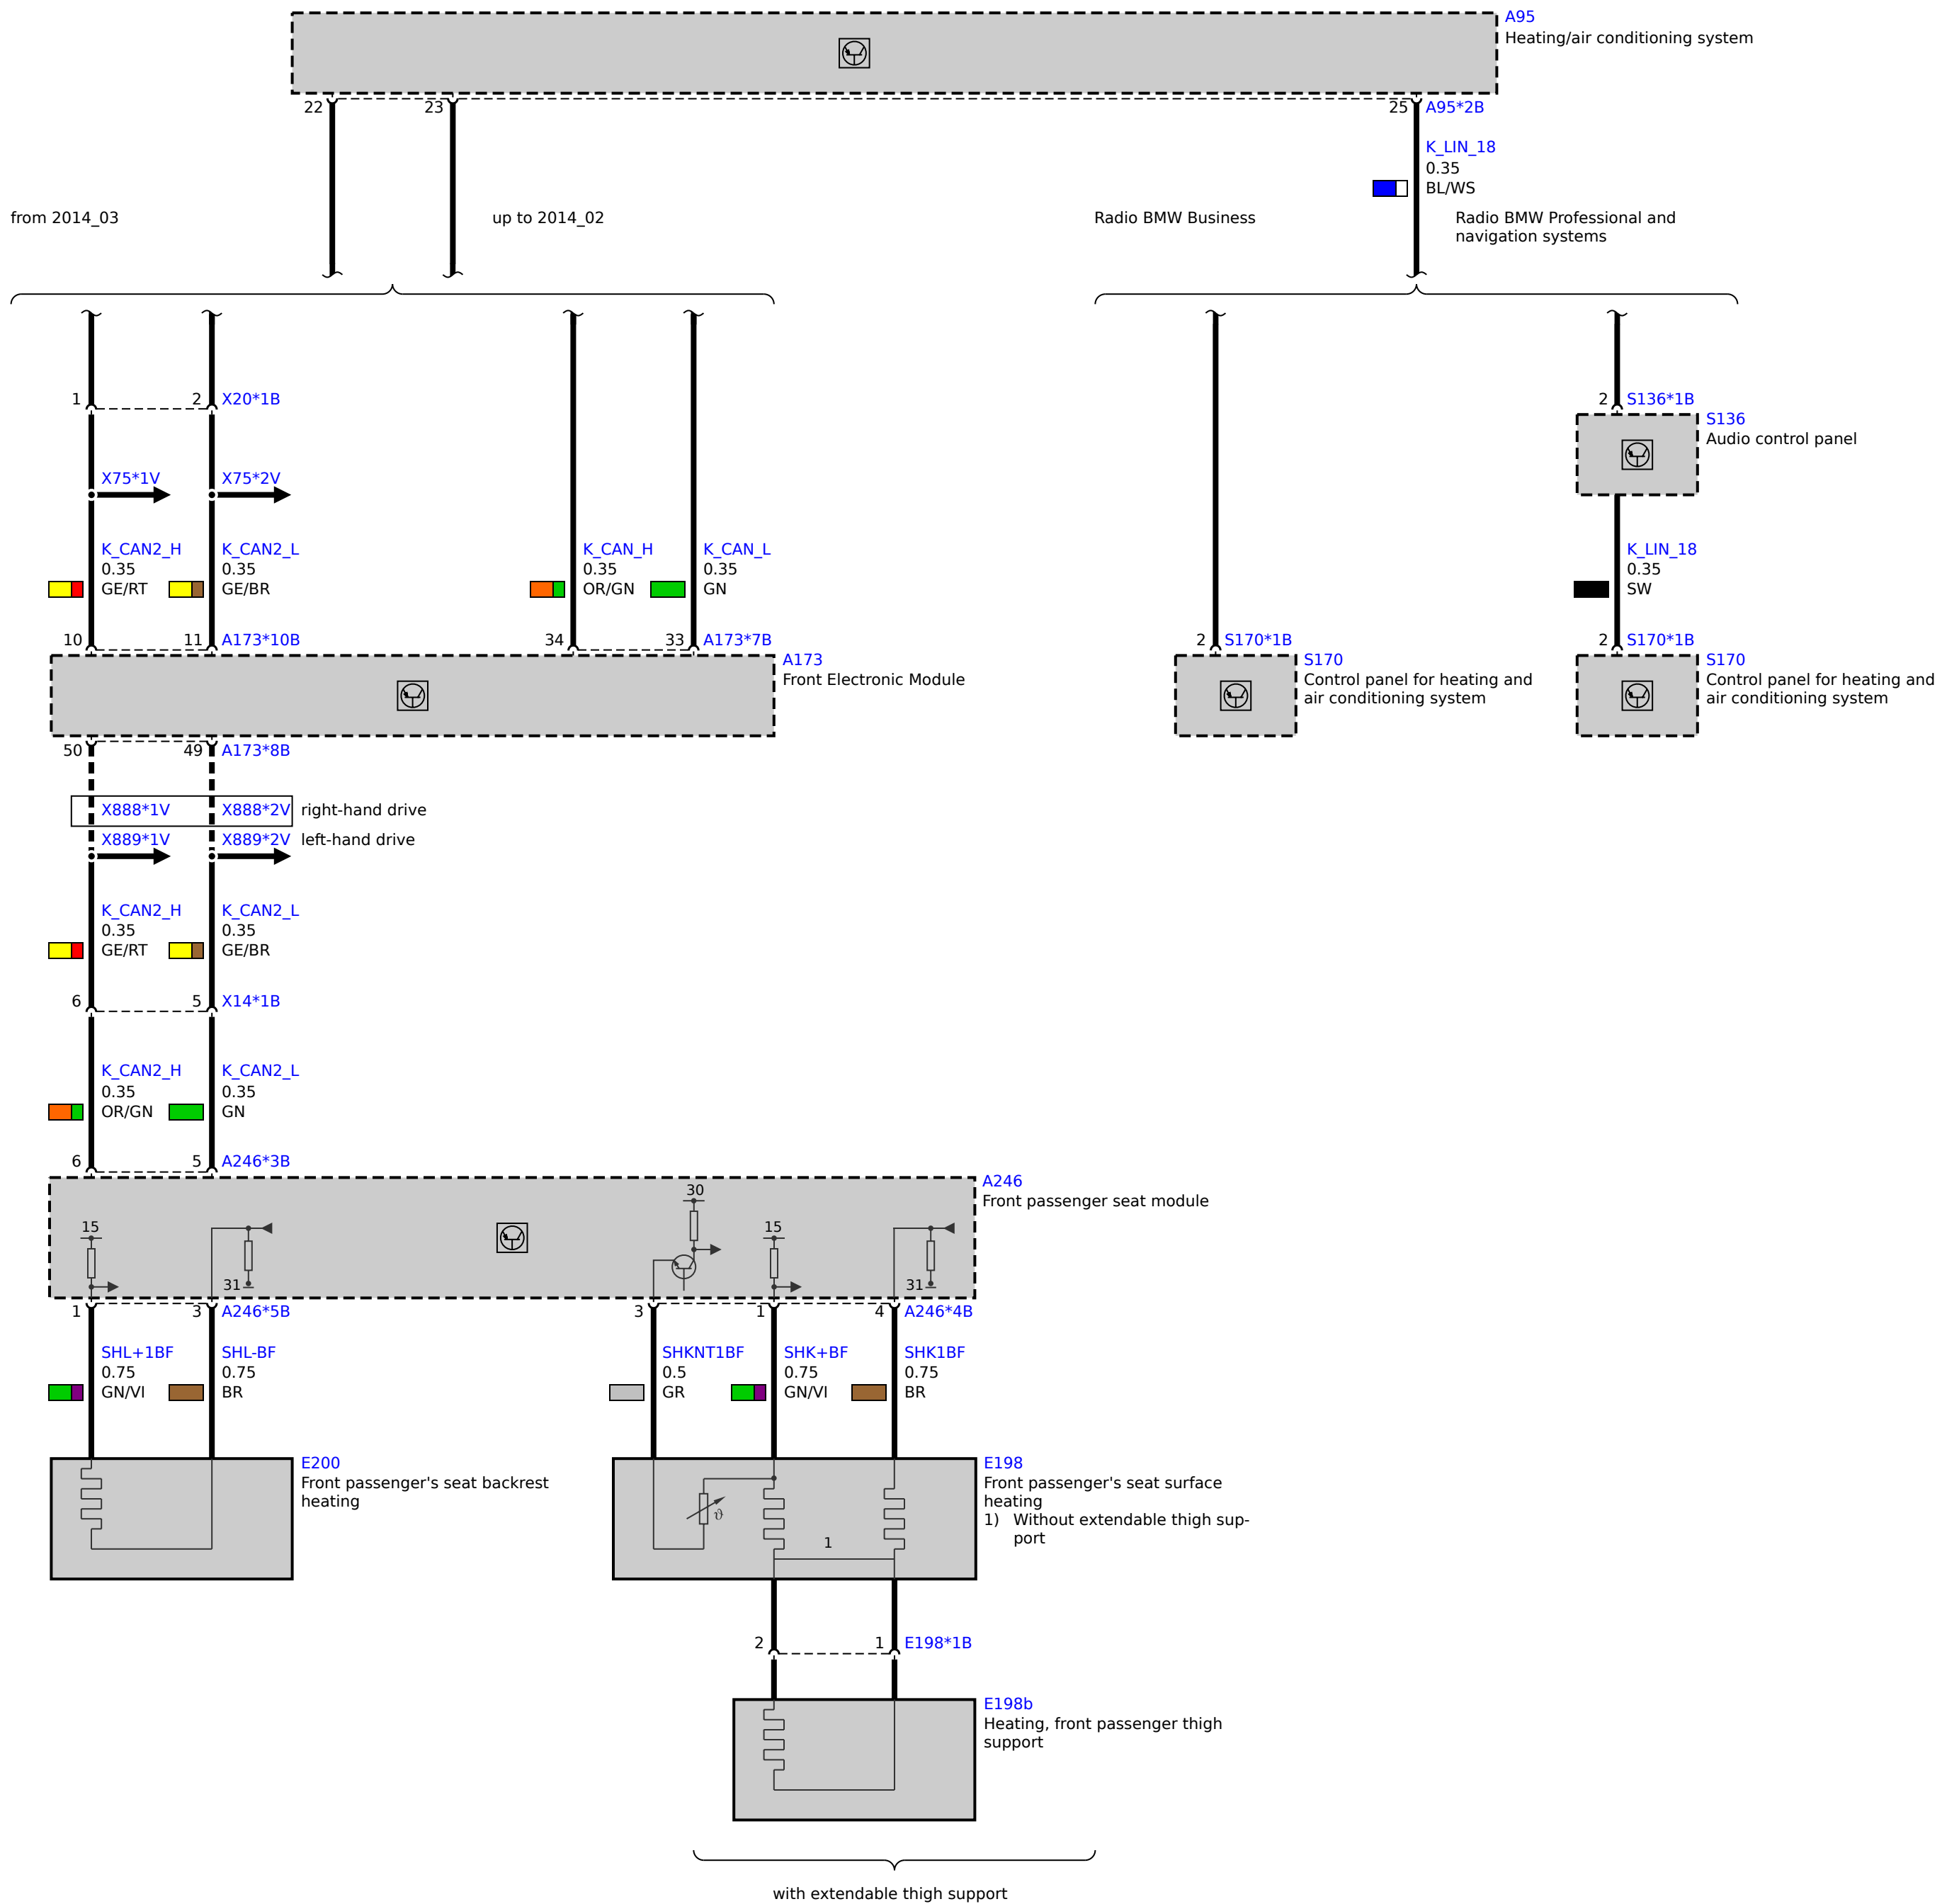 A95
Heating/air conditioning system
22
23
25
A95*2B
K_LIN_18
0.35
BL/WS
from 2014_03
up to 2014_02
Radio BMW Business
Radio BMW Professional and
navigation systems
1
2
X20*1B
2
S136*1B
S136
Audio control panel
X75*1V
X75*2V
K_CAN2_H
0.35
GE/RT
K_CAN2_L
0.35
GE/BR
K_CAN_H
0.35
OR/GN
K_CAN_L
0.35
GN
K_LIN_18
0.35
SW
10
11
A173*10B
34
33
A173*7B
2
S170*1B
2
S170*1B
A173
Front Electronic Module
S170
Control panel for heating and
air conditioning system
S170
Control panel for heating and
air conditioning system
50
49
A173*8B
X888*1V
X888*2V
right-hand drive
X889*1V
X889*2V
left-hand drive
K_CAN2_H
0.35
GE/RT
K_CAN2_L
0.35
GE/BR
6
5
X14*1B
K_CAN2_H
0.35
OR/GN
K_CAN2_L
0.35
GN
6
5
A246*3B
A246
Front passenger seat module
30
15
15
31
31
1
3
A246*5B
3
1
4
A246*4B
SHL+1BF
0.75
GN/VI
SHL-BF
0.75
BR
SHKNT1BF
0.5
GR
SHK+BF
0.75
GN/VI
SHK1BF
0.75
BR
E200
Front passenger's seat backrest
heating
E198
Front passenger's seat surface
heating
1) Without extendable thigh sup-
port
ϑ
1
2
1
E198*1B
E198b
Heating, front passenger thigh
support
with extendable thigh support